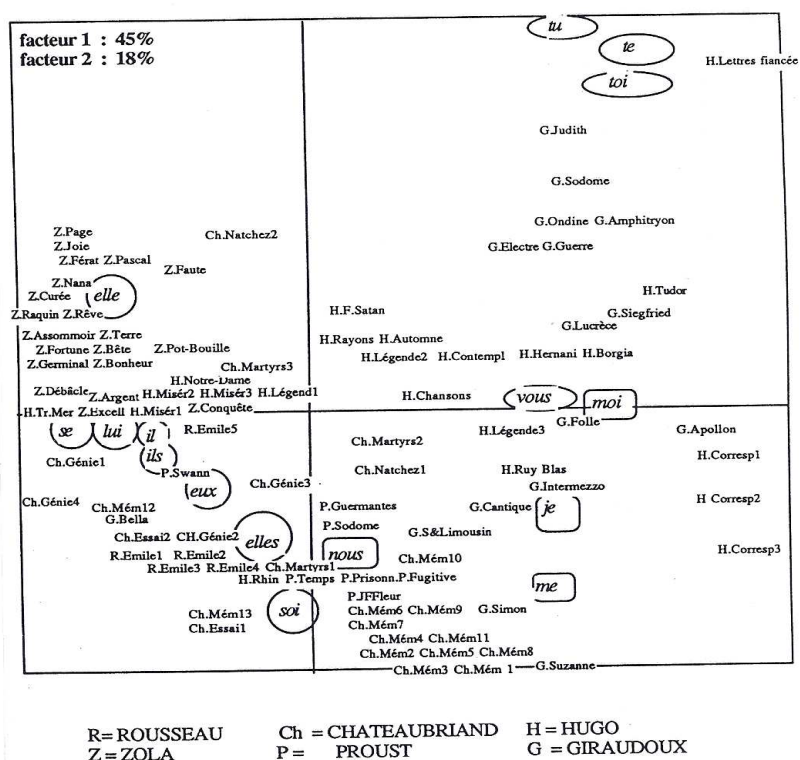 tu
facteur 1 : 45%
te
facteur 2 : 18%
H.Lettres fiancée
toi
G.Judith
G.Sodome
G.Ondine G.Amphitryon
Z.Page
Ch.Natchez2
Z.Joie
G.Electre G.Guerre
Z.Férat Z.Pascal
Z.Faute
Z.Nana
elle
Z.Curée
H.Tudor
Z.Raquin Z.Rêve
H.F.Satan
G.Siegfried
G.Lucrèce
Z.Assommoir Z.Terre
H.Rayons H.Automne
Z.Fortune Z.Bête Z.Pot-Bouille
H.Légende2 H.Contempl H.Hernani H.Borgia
Z.Germinal Z.Bonheur
Ch.Martyrs3
H.Notre-Dame
Z.Débâcle Z.Argent H.Misér2 H.Misér3 H.Légend1
H.Chansons
vous
moi
H.Tr.Mer Z.Excell H.Misér1 Z.Conquête
G.Folle
se
lui
il
R.Emile5
H.Légende3
G.Apollon
Ch.Martyrs2
ils
H.Corresp1
Ch.Génie1
P.Swann
Ch.Natchez1
H.Ruy Blas
eux
Ch.Génie3
G.Intermezzo
Ch.Génie4
H Corresp2
Ch.Mém12
P.Guermantes
G.Cantique
je
G.Bella
P.Sodome
G.S&Limousin
Ch.Essai2 CH.Génie2
elles
R.Emile1 R.Emile2
nous
Ch.Mém10
H.Corresp3
R.Emile3 R.Emile4 Ch.Martyrs1
H.Rhin P.Temps P.Prisonn.P.Fugitive
me
P.JFFleur
Ch.Mém13
soi
Ch.Mém6 Ch.Mém9 G.Simon
Ch.Essai1
Ch.Mém7
Ch.Mém4 Ch.Mém11
Ch.Mém2 Ch.Mém5 Ch.Mém8
Ch.Mém3 Ch.Mém 1 G.Suzanne
R= ROUSSEAU Ch = CHATEAUBRIAND H = HUGO
Z = ZOLA P = PROUST G = GIRAUDOUX